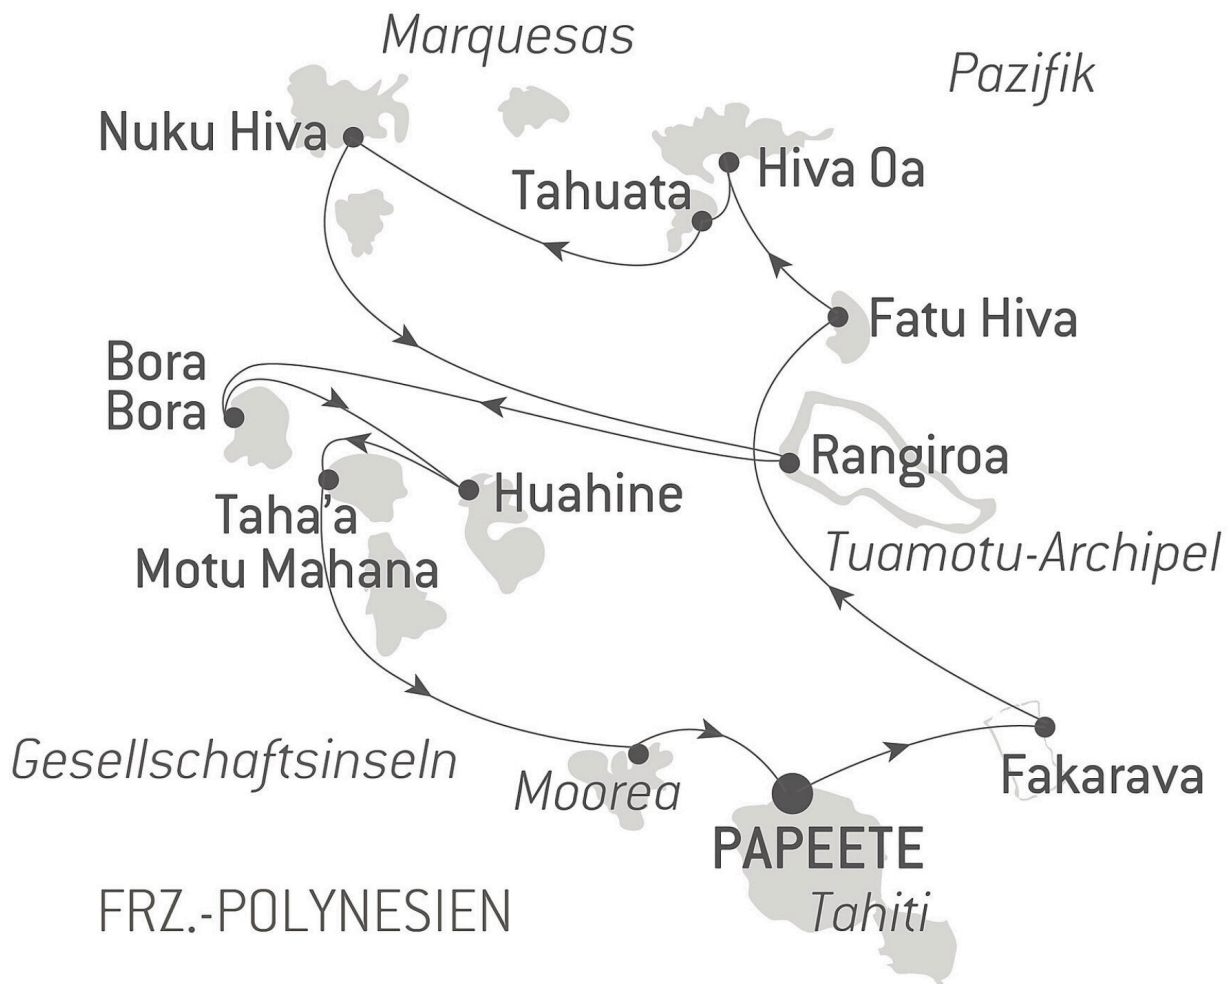 Marquesas
Pazifik
Nuku Hiva
Hiva Oa
Tahuata
Fatu Hiva
Bora
Bora
Rangiroa
Huahine
Taha'a
Motu Mahana
Tuamotu-Archipel
Gesellschaftsinseln
Moorea
Fakarava
PAPEETE
Tahiti
FRZ.-POLYNESIEN